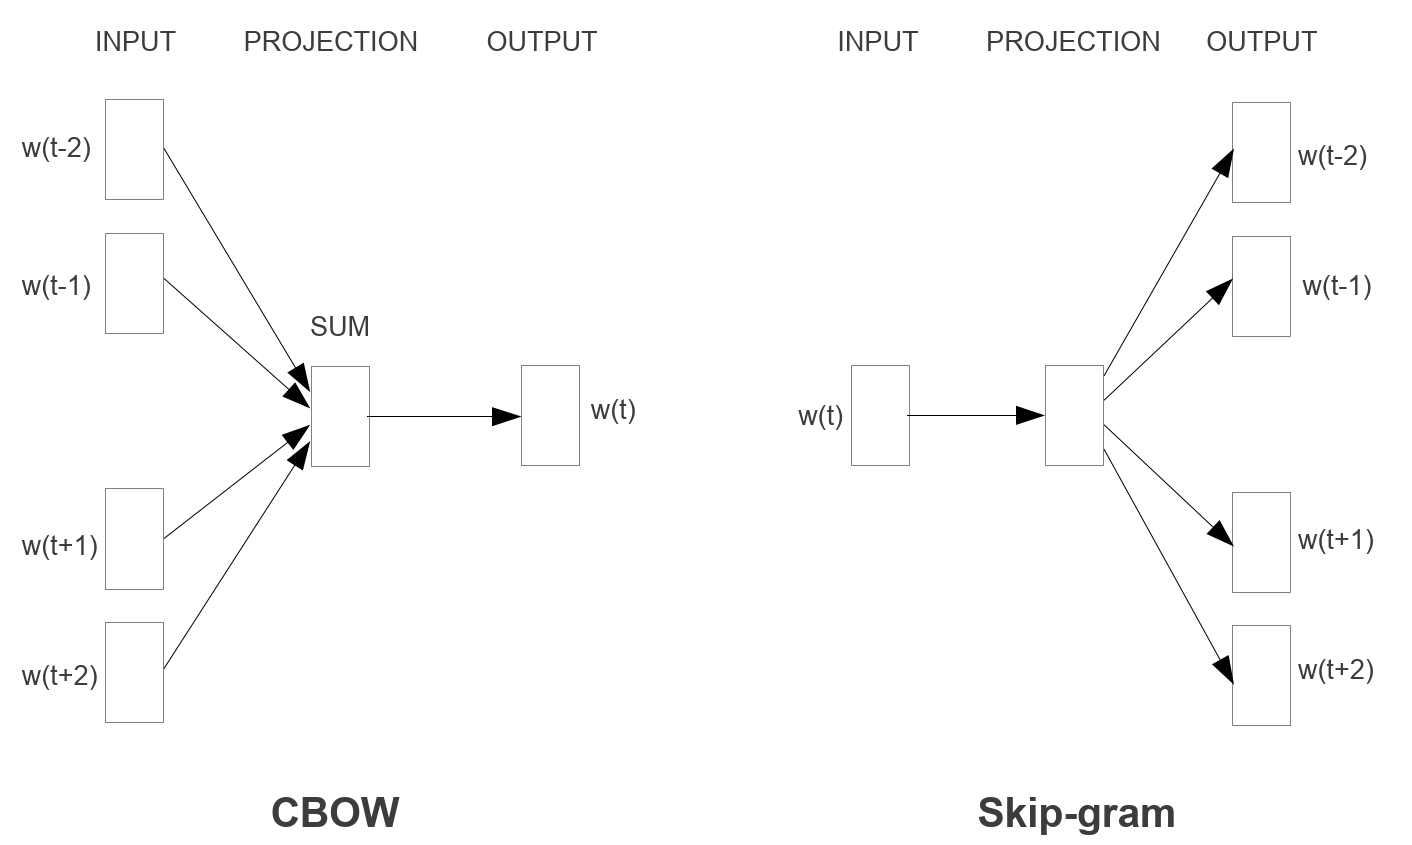 INPUT PROJECTION OUTPUT
w(t-2)
w(t-1)
SUM
w(t)
w(t+1)
w(t+2)
CBOW
INPUT PROJECTION OUTPUT
w(t-2)
w(t-1)
w(t)
w(t+1)
w(t+2)
Skip-gram